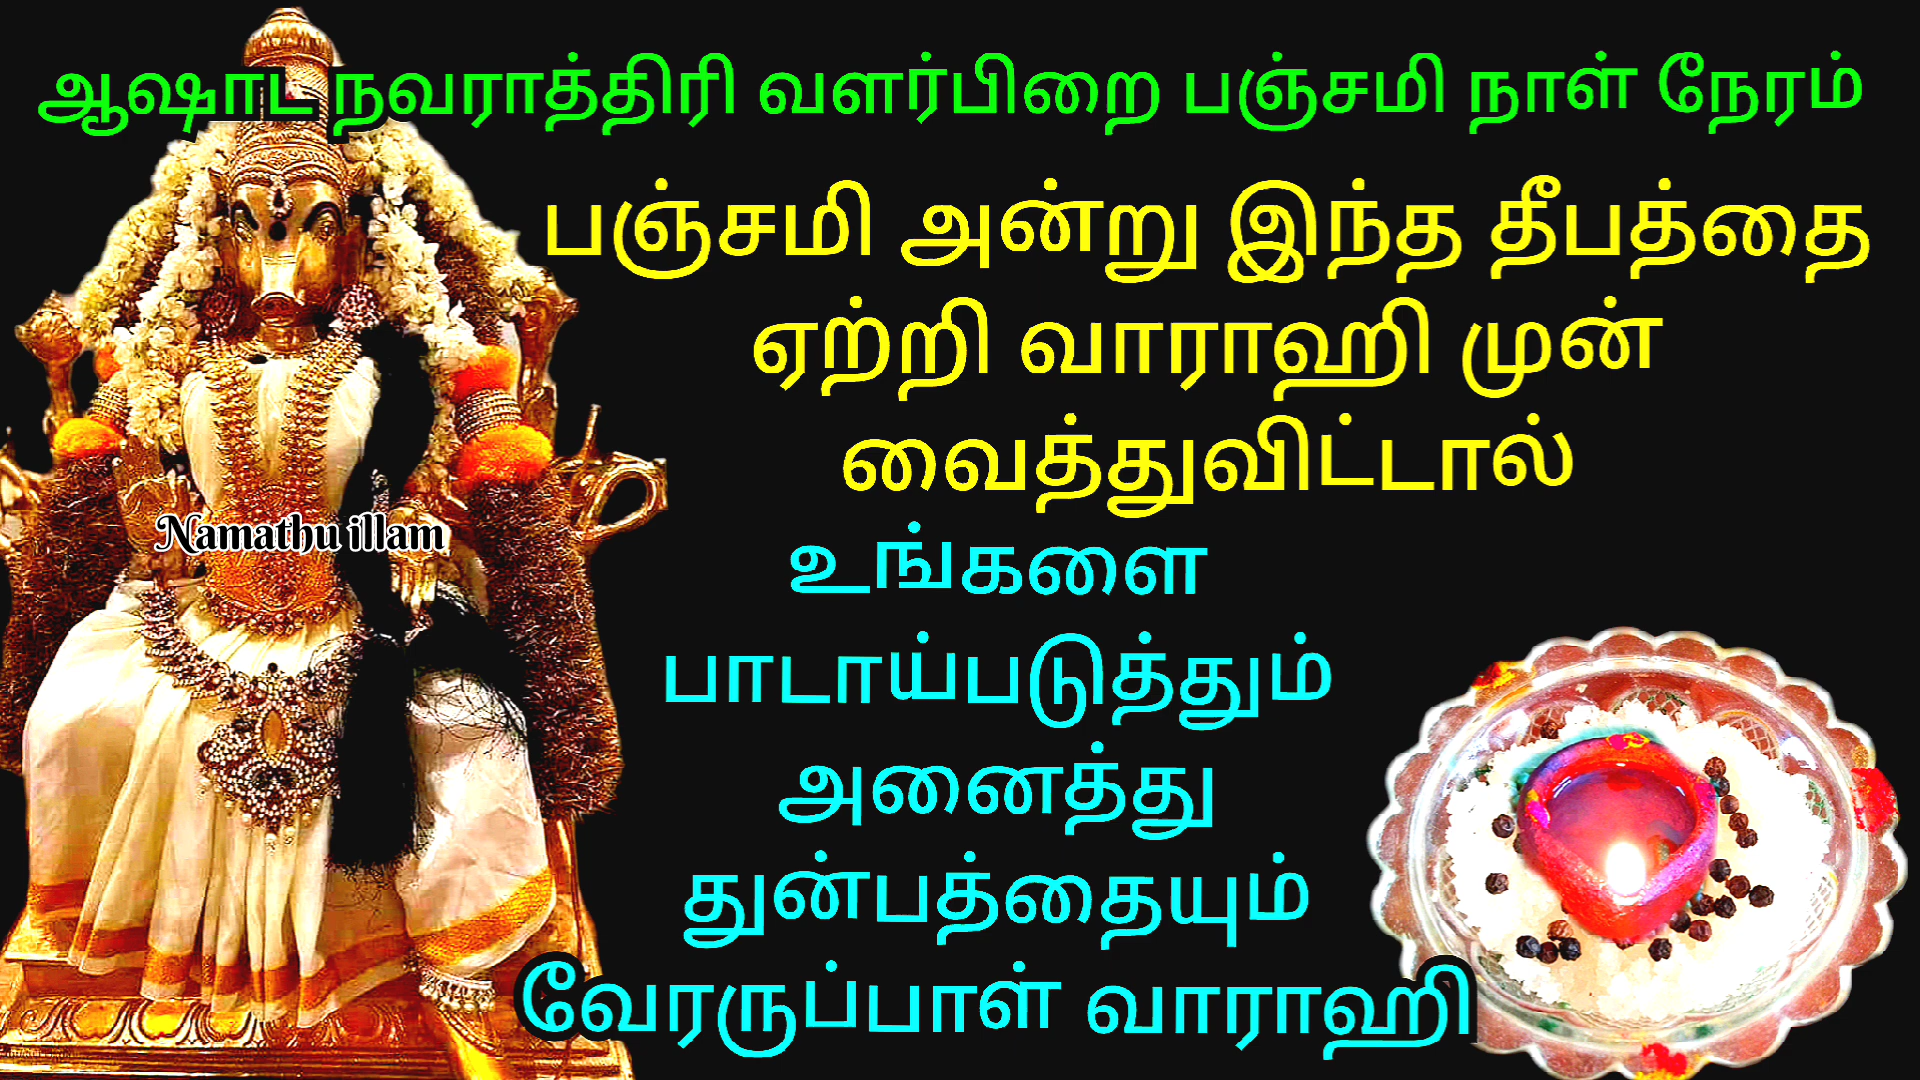 ஆஷாட நவராத்திரி வளர்பிறை பஞ்சமி நாள் நேரம்
பஞ்சமி அன்று இந்த தீபத்தை
ஏற்றி வாராஹி முன்
வைத்துவிட்டால்
Namathu illam
உங்களை
பாடாய்படுத்தும்
அனைத்து
துன்பத்தையும்
வேரருப்பாள் வாராஹி